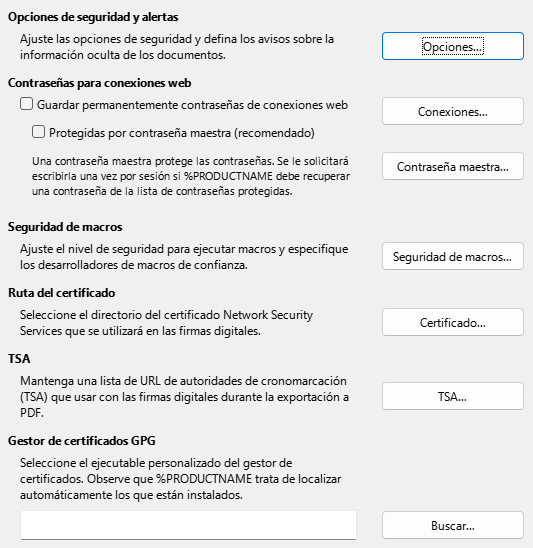 Opciones de seguridad y alertas
Ajuste las opciones de seguridad y defina los avisos sobre la
información oculta de los documentos.
Opciones...
Contraseñas para conexiones web
Guardar permanentemente contraseñas de conexiones web
Conexiones...
Protegidas por contraseña maestra (recomendado)
Una contraseña maestra protege las contraseñas. Se le solicitará
escribirla una vez por sesión si %PRODUCTNAME debe recuperar
una contraseña de la lista de contraseñas protegidas.
Contraseña maestra...
Seguridad de macros
Ajuste el nivel de seguridad para ejecutar macros y especifique
los desarrolladores de macros de confianza.
Seguridad de macros...
Ruta del certificado
Seleccione el directorio del certificado Network Security
Services que se utilizará en las firmas digitales.
Certificado...
TSA
Mantenga una lista de URL de autoridades de cronomarcación
(TSA) que usar con las firmas digitales durante la exportación a
PDF.
TSA...
Gestor de certificados GPG
Seleccione el ejecutable personalizado del gestor de
certificados. Observe que %PRODUCTNAME trata de localizar
automáticamente los que están instalados.
Buscar...